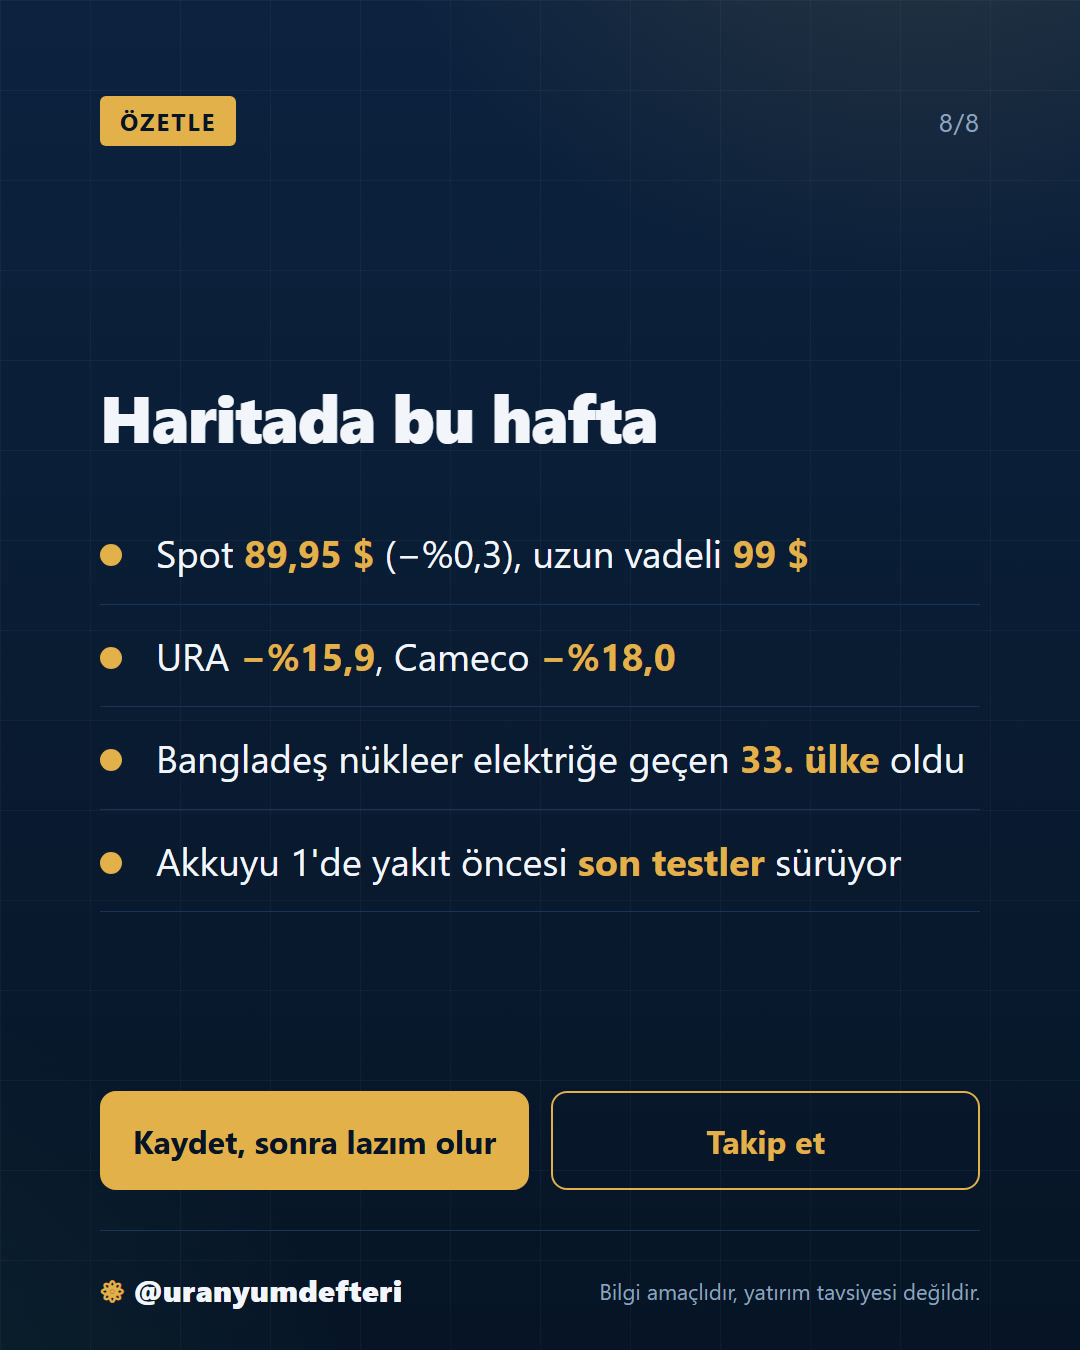 ÖZETLE
8/8
Haritada bu hafta
Spot 89,95 $ (−%0,3), uzun vadeli 99 $
URA −%15,9, Cameco −%18,0
Bangladeş nükleer elektriğe geçen 33. ülke oldu
Akkuyu 1'de yakıt öncesi son testler sürüyor
Kaydet, sonra lazım olur
Takip et
@uranyumdefteri
Bilgi amaçlıdır, yatırım tavsiyesi değildir.